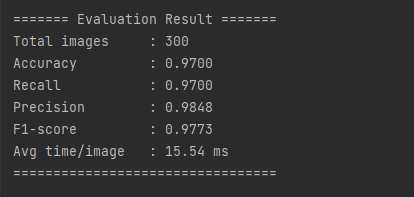 ======= Evaluation Result =======
Total images     : 300
Accuracy         : 0.9700
Recall           : 0.9700
Precision        : 0.9848
F1-score         : 0.9773
Avg time/image   : 15.54 ms
=================================